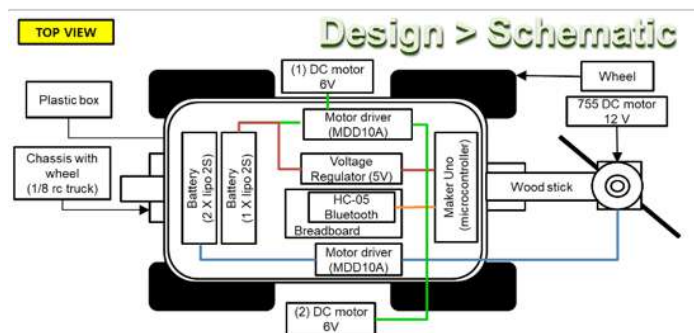 TOP VIEW
Design > Schematic
(1) DC motor
6V
Wheel
Plastic box
755 DC motor
12 V
Motor driver
(MDD10A)
Chassis with
wheel
(1/8 rc truck)
Battery
(2 X lipo 2S)
Battery
(1 X lipo 2S)
Voltage
Regulator (5V)
HC-05
Bluetooth
Breadboard
Maker Uno
(microcontroller)
Wood stick
Motor driver
(MDD10A)
(2) DC motor
6V